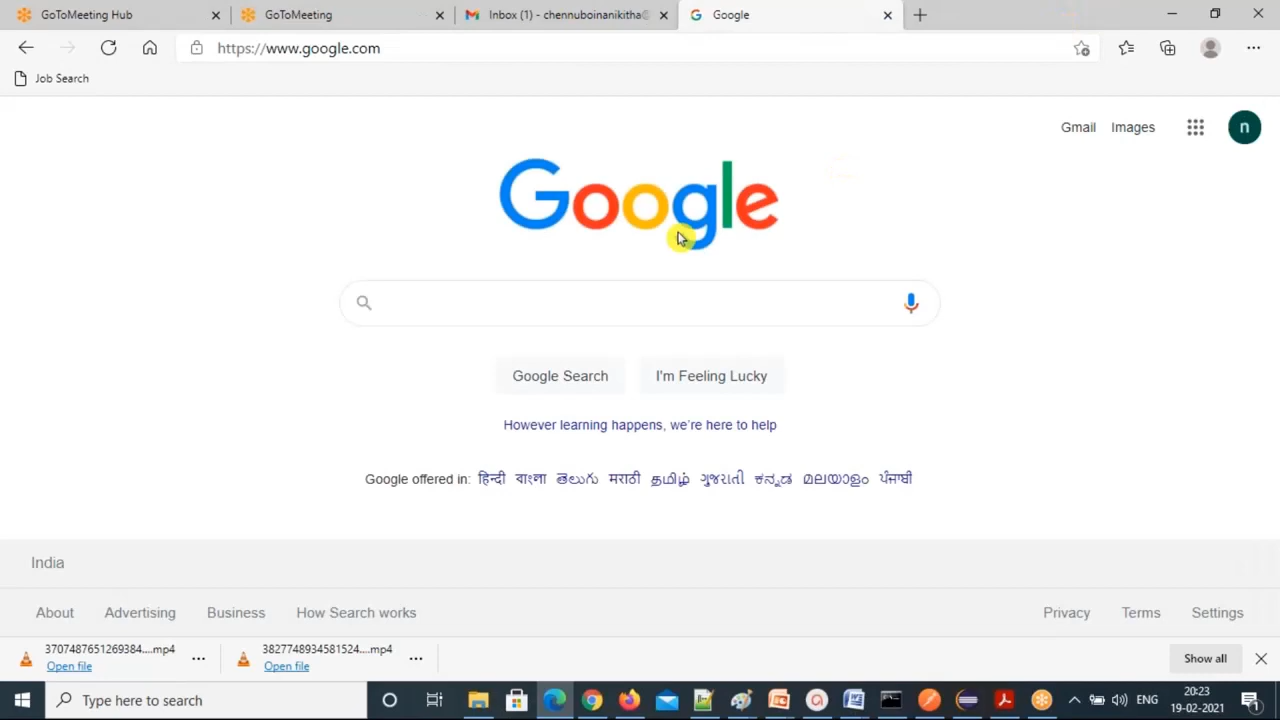 GoToMeeting Hub
GoToMeeting
Inbox (1) - chennuboinanikitha@
Google
https://www.google.com
Job Search
Gmail
Images
n
Google
Google Search
I'm Feeling Lucky
However learning happens, we're here to help
Google offered in: हिन्दी বাংলা తెలుగు मराठी தமிழ் ગુજરાતી ಕನ್ನಡ മലയാളം ਪੰਜਾਬੀ
India
About
Advertising
Business
How Search works
Privacy
Terms
Settings
3707487651269384....mp4
Open file
3827748934581524....mp4
Open file
Show all
Type here to search
ENG
20:23
19-02-2021
1